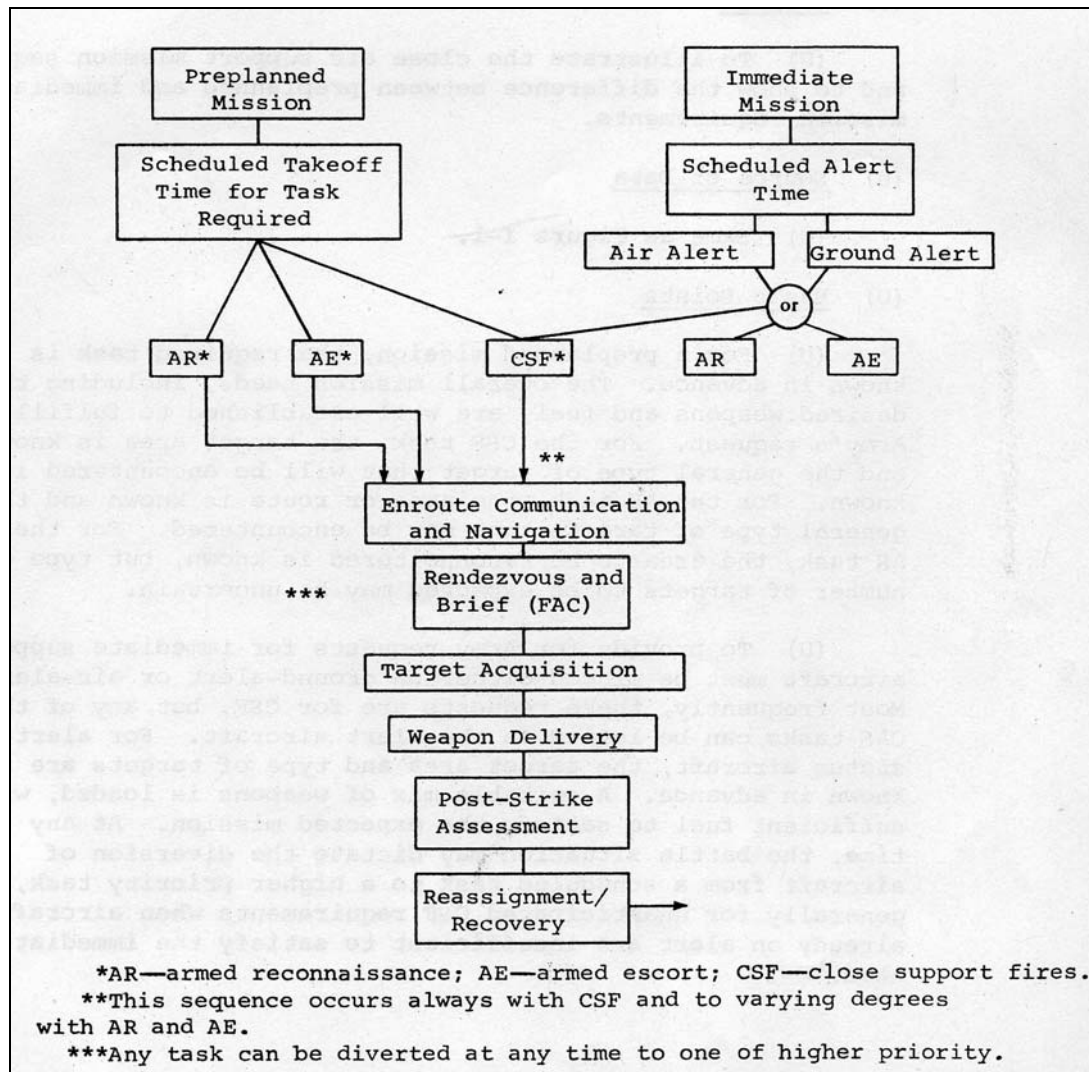 Preplanned
Mission
Immediate
Mission
Scheduled Takeoff
Time for Task
Required
Scheduled Alert
Time
Air Alert
Ground Alert
or
AR*
AE*
CSF*
AR
AE
**
Enroute Communication
and Navigation
***
Rendezvous and
Brief (FAC)
Target Acquisition
Weapon Delivery
Post-Strike
Assessment
Reassignment/
Recovery
*AR—armed reconnaissance; AE—armed escort; CSF—close support fires.
**This sequence occurs always with CSF and to varying degrees
with AR and AE.
***Any task can be diverted at any time to one of higher priority.